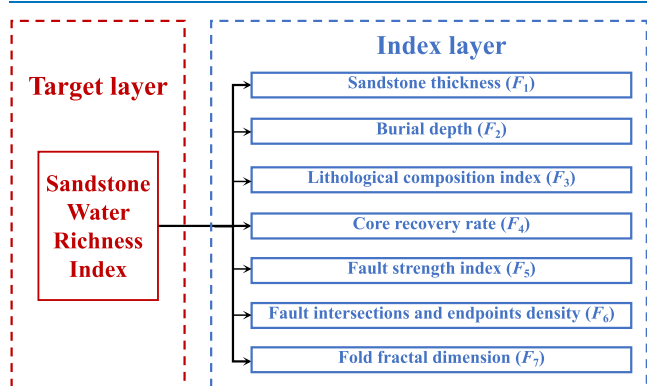 Target layer
Sandstone
Water
Richness
Index
Index layer
Sandstone thickness (F1)
Burial depth (F2)
Lithological composition index (F3)
Core recovery rate (F4)
Fault strength index (F5)
Fault intersections and endpoints density (F6)
Fold fractal dimension (F7)